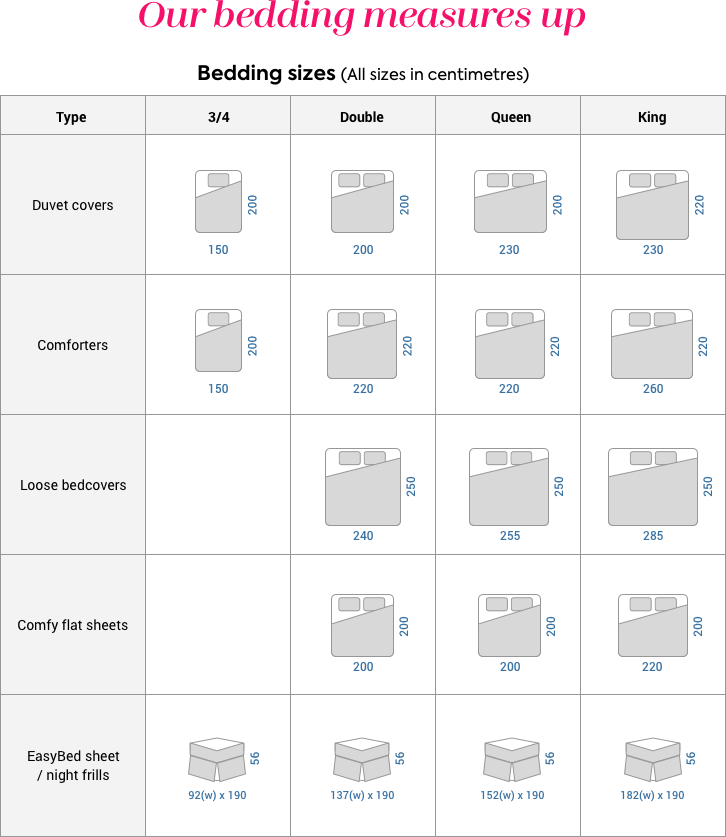 Our bedding measures up
Bedding sizes (All sizes in centimetres)
Type 3/4 Double Queen King
Duvet covers
200 200 200 220
150 200 230 230
Comforters
200 220 220 220
150 220 220 260
Loose bedcovers
250 250 250
240 255 285
Comfy flat sheets
200 200 200
200 200 220
EasyBed sheet
/ night frills
56 56 56 56
92(w) x 190 137(w) x 190 152(w) x 190 182(w) x 190